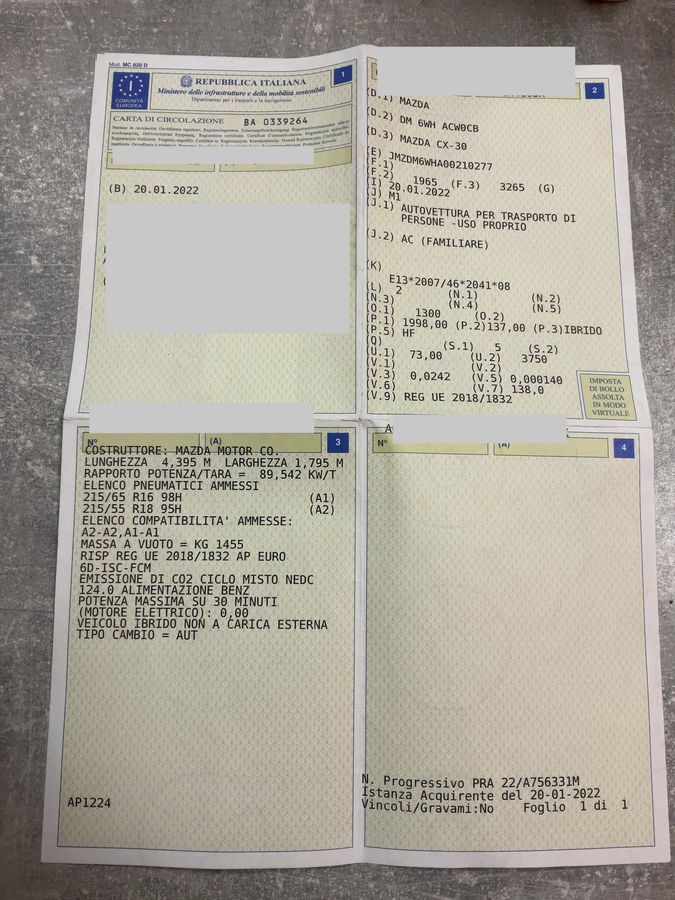 Mod. MC 820 D
COMUNITÀ
EUROPEA
I
REPUBBLICA ITALIANA
Ministero delle infrastrutture e della mobilità sostenibili
Dipartimento per i trasporti e la navigazione
1
CARTA DI CIRCOLAZIONE BA 0339264
(B) 20.01.2022
2
(D.1) MAZDA
(D.2) DM 6WH ACW0CB
(D.3) MAZDA CX-30
(E) JMZDM6WHA00210277
(F.1)
(F.2) 1965 (F.3) 3265 (G)
(I) 20.01.2022
(J) M1
(J.1) AUTOVETTURA PER TRASPORTO DI
PERSONE -USO PROPRIO
(J.2) AC (FAMILIARE)
(K)
E13*2007/46*2041*08
(L) 2 (N.1) (N.2)
(N.3) (N.4) (N.5)
(O.1) 1300 (O.2)
(P.1) 1998,00 (P.2)137,00 (P.3)IBRIDO
(P.5) HF
(Q) (S.1) 5 (S.2)
(U.1) 73,00 (U.2) 3750
(V.1) (V.2)
(V.3) 0,0242 (V.5) 0,000140
(V.6) (V.7) 138,0
(V.9) REG UE 2018/1832
IMPOSTA
DI BOLLO
ASSOLTA
IN MODO
VIRTUALE
N° (A) 3
COSTRUTTORE: MAZDA MOTOR CO.
LUNGHEZZA 4,395 M LARGHEZZA 1,795 M
RAPPORTO POTENZA/TARA = 89,542 KW/T
ELENCO PNEUMATICI AMMESSI
215/65 R16 98H (A1)
215/55 R18 95H (A2)
ELENCO COMPATIBILITA' AMMESSE:
A2-A2,A1-A1
MASSA A VUOTO = KG 1455
RISP REG UE 2018/1832 AP EURO
6D-ISC-FCM
EMISSIONE DI CO2 CICLO MISTO NEDC
124.0 ALIMENTAZIONE BENZ
POTENZA MASSIMA SU 30 MINUTI
(MOTORE ELETTRICO): 0,00
VEICOLO IBRIDO NON A CARICA ESTERNA
TIPO CAMBIO = AUT
AP1224
A
N° (A) 4
N. Progressivo PRA 22/A756331M
Istanza Acquirente del 20-01-2022
Vincoli/Gravami:No Foglio 1 di 1